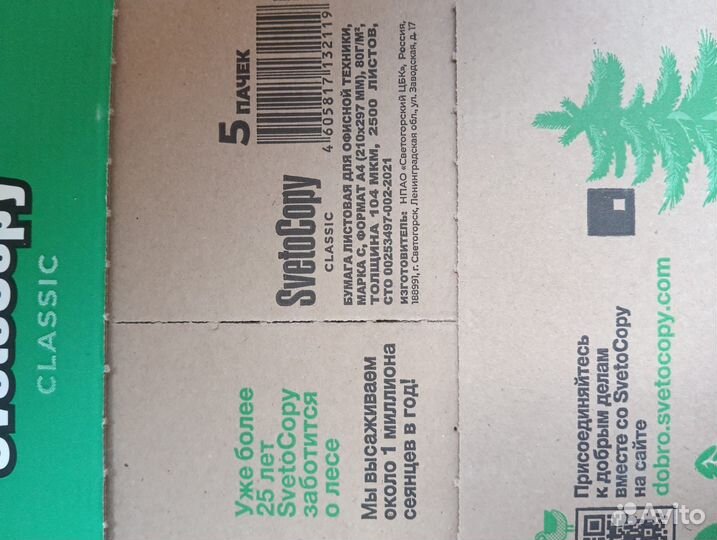 SvetoCopy
CLASSIC
5 ПАЧЕК
4 605817 132119
SvetoCopy
CLASSIC
БУМАГА ЛИСТОВАЯ ДЛЯ ОФИСНОЙ ТЕХНИКИ,
МАРКА С, ФОРМАТ А4 (210х297 ММ), 80Г/М²,
ТОЛЩИНА 104 МКМ, 2500 ЛИСТОВ,
СТО 00253497-002-2021
ИЗГОТОВИТЕЛЬ: НПАО «Светогорский ЦБК», Россия,
188991, г. Светогорск, Ленинградская обл., ул. Заводская, д. 17
Уже более
25 лет
SvetoCopy
заботится
о лесе
Мы высаживаем
около 1 миллиона
сеянцев в год!
Присоединяйтесь
к добрым делам
вместе со SvetoCopy
на сайте
dobro.svetocopy.com
Avito